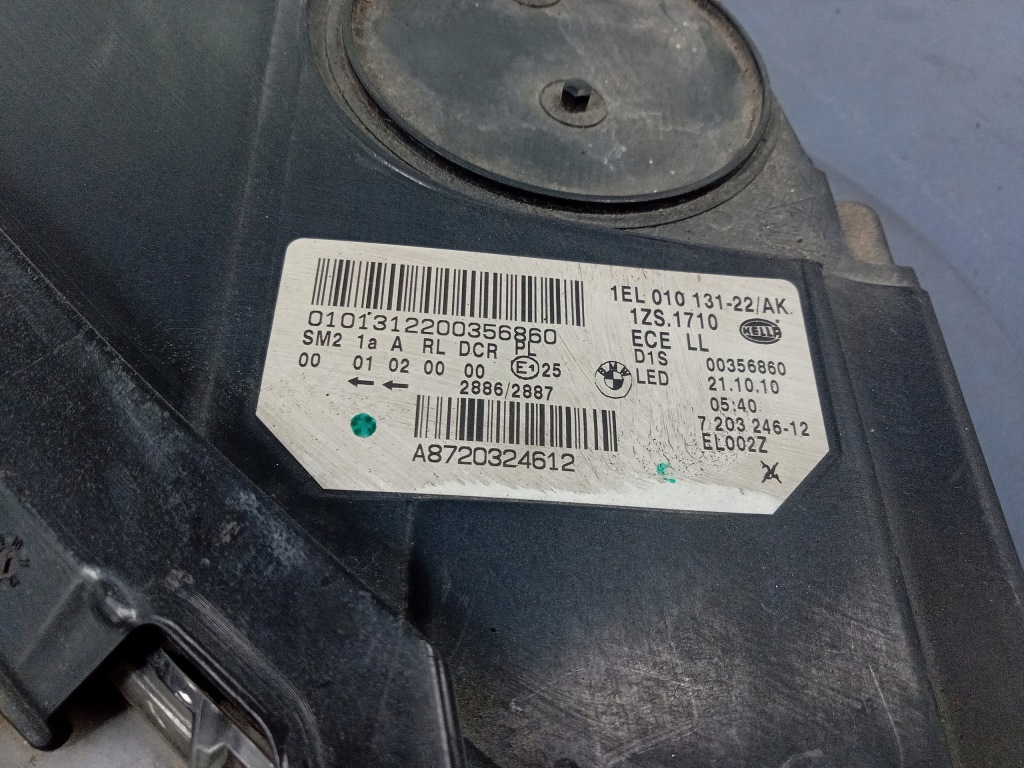 0101312200356860
SM2 1a A RL DCR PL
00 01 02 00 00 E1 25
2886/2887
A8720324612
1EL 010 131-22/AK
1ZS.1710 HELLA
ECE LL
D1S 00356860
BMW LED 21.10.10
05:40
7 203 246-12
EL002Z